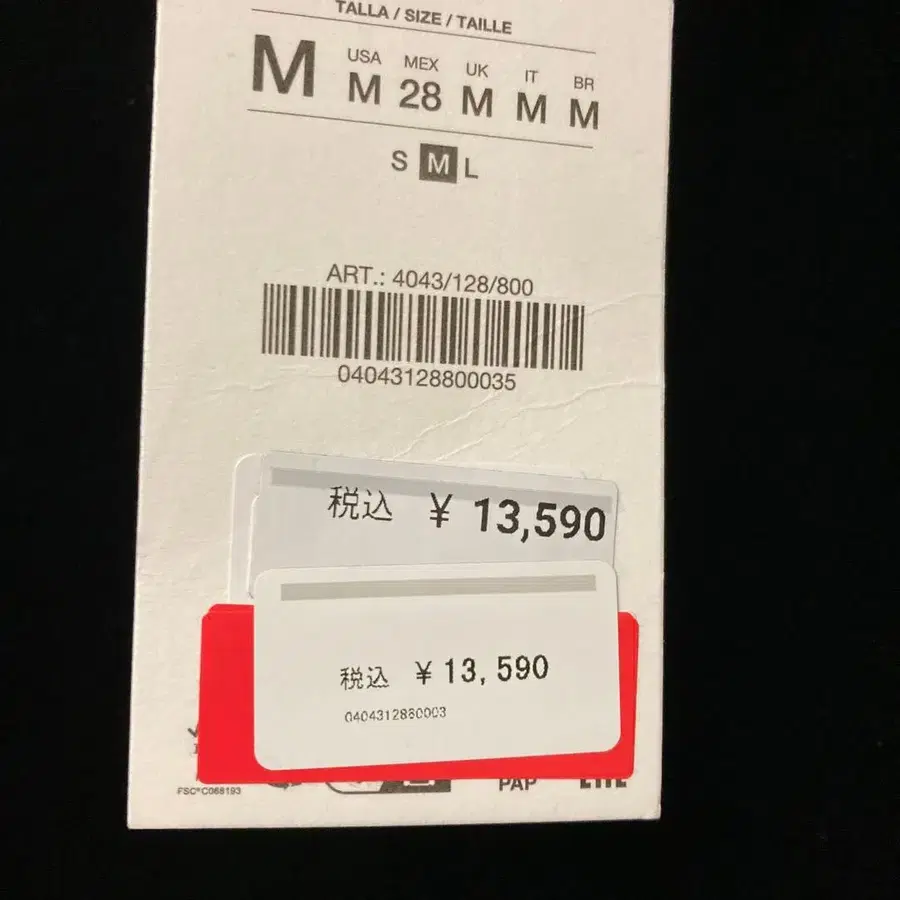 TALLA / SIZE / TAILLE
M USA M MEX 28 UK M IT M BR M
S M L
ART.: 4043/128/800
04043128800035
税込 ¥ 13,590
税込 ¥ 13,590
0404312880003
FSC® C068193
PAP